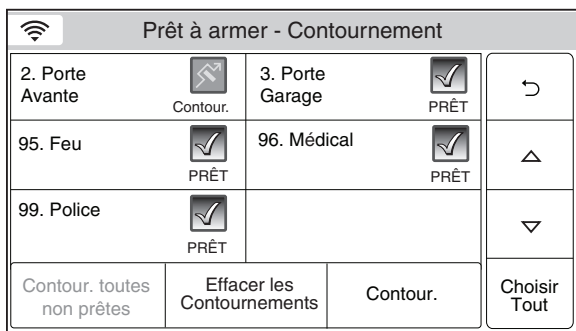 Prêt à armer - Contournement
2. Porte
Avante
Contour.
3. Porte
Garage
PRÊT
95. Feu
PRÊT
96. Médical
PRÊT
99. Police
PRÊT
Contour. toutes
non prêtes
Effacer les
Contournements
Contour.
Choisir
Tout